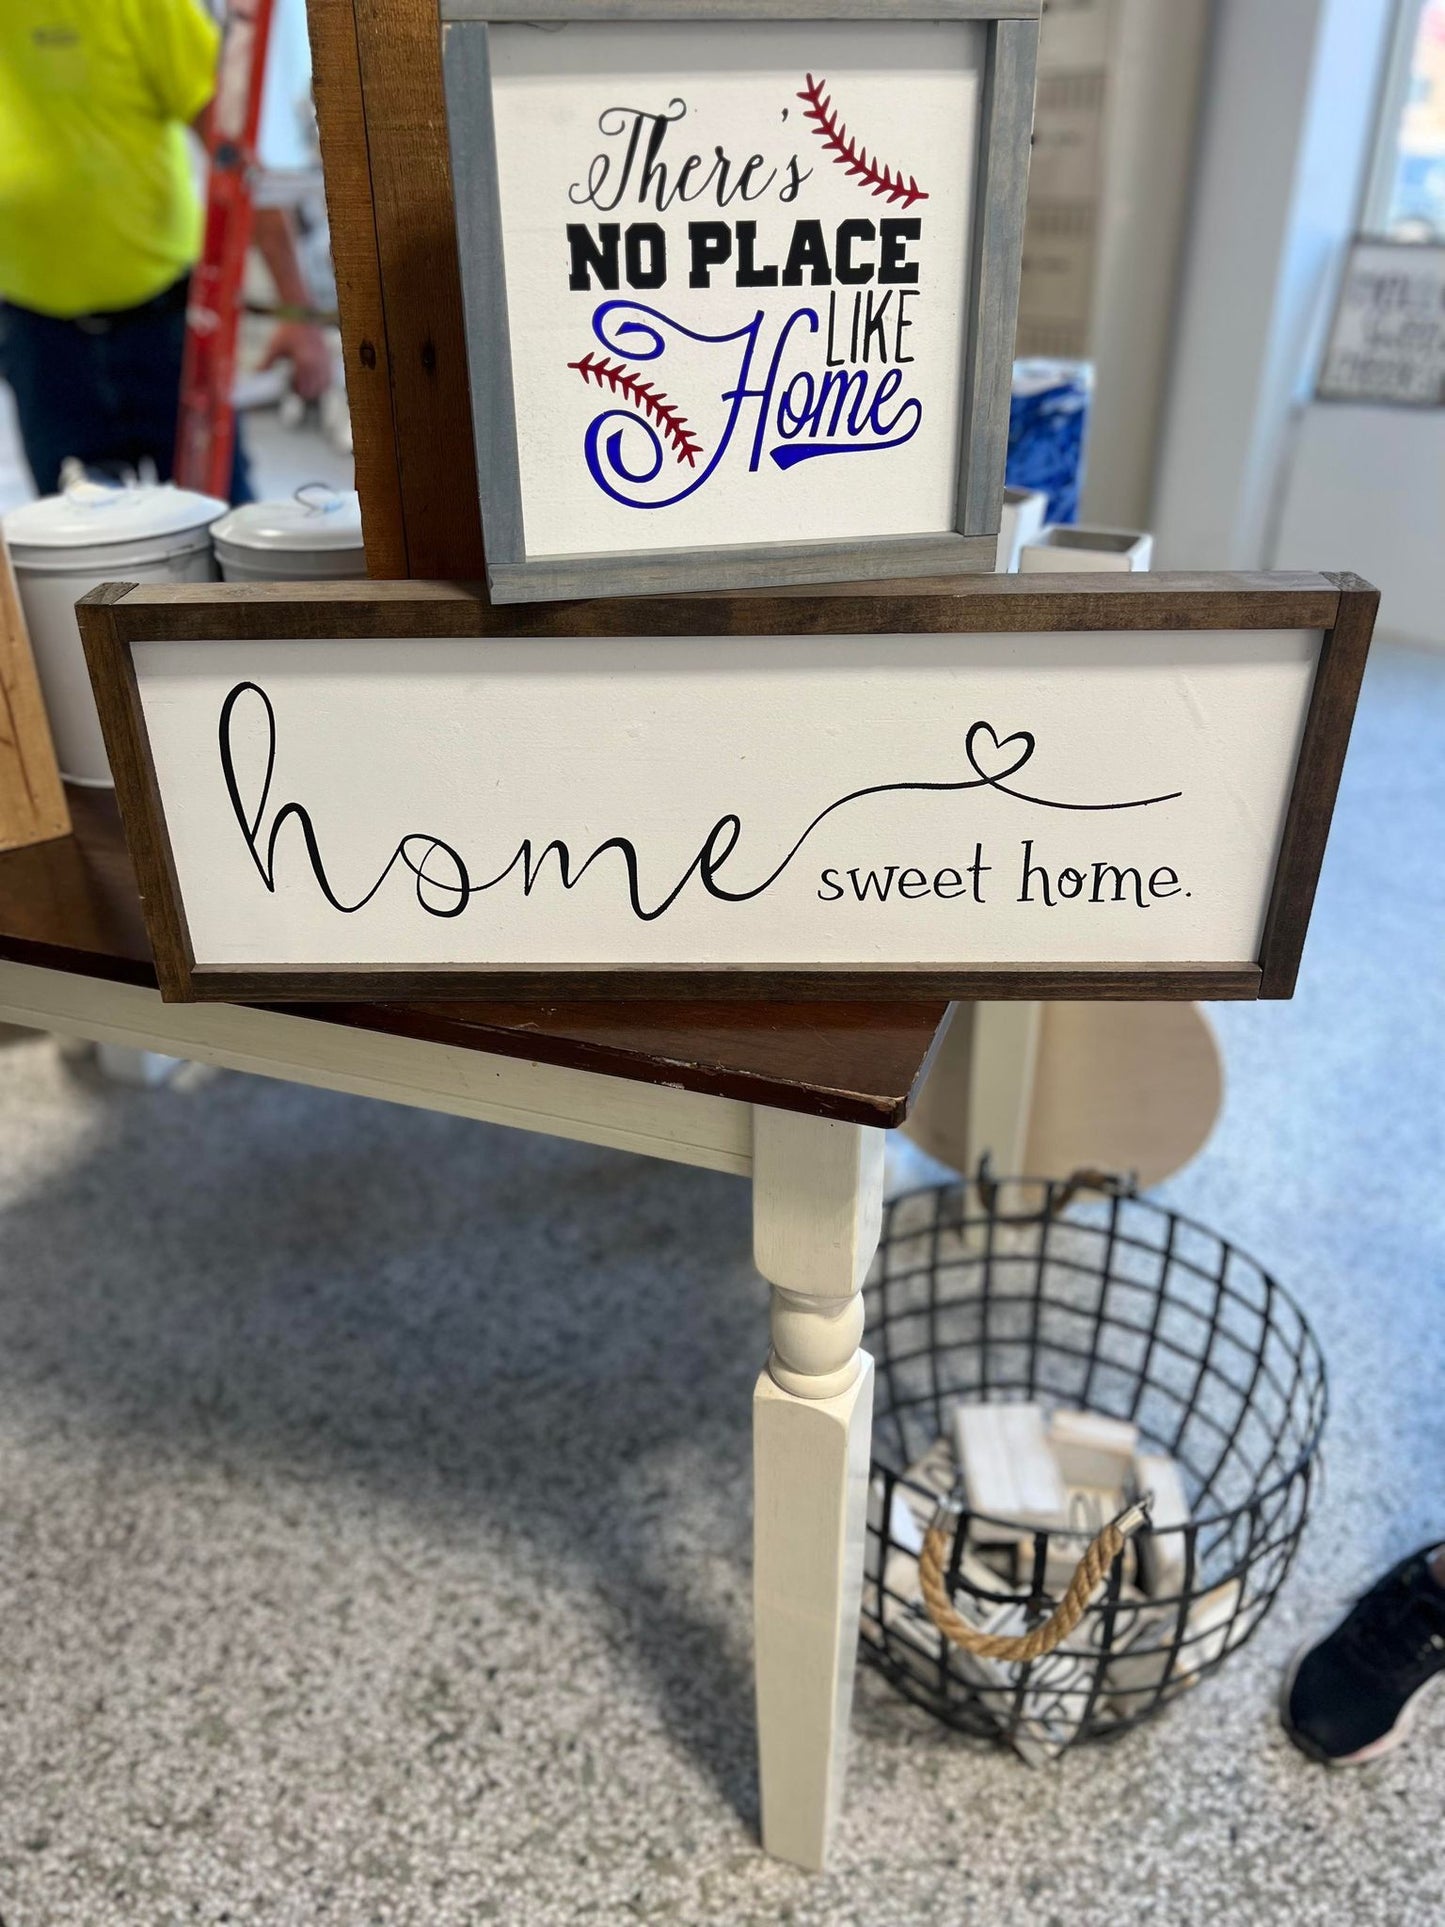 There's
NO PLACE
LIKE
Home
home sweet home.